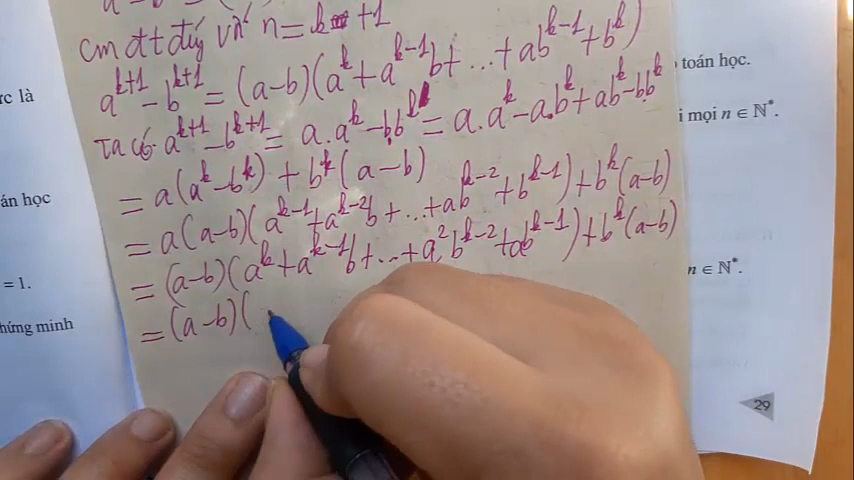 Cm đt đúng với n = k+1
a^{k+1} - b^{k+1} = (a-b)(a^k + a^{k-1}b + ... + ab^{k-1} + b^k)
Ta có: a^{k+1} - b^{k+1} = a.a^k - b.b^k = a.a^k - a.b^k + ab^k - b.b^k
= a(a^k - b^k) + b^k(a-b)
= a(a-b)(a^{k-1} + a^{k-2}b + ... + ab^{k-2} + b^{k-1}) + b^k(a-b)
= (a-b)(a^k + a^{k-1}b + ... + a^2b^{k-2} + ab^{k-1}) + b^k(a-b)
= (a-b)(
ức là
án học
= 1.
hứng minh
toán học.
i mọi n ∈ ℕ*.
n ∈ ℕ*.
29